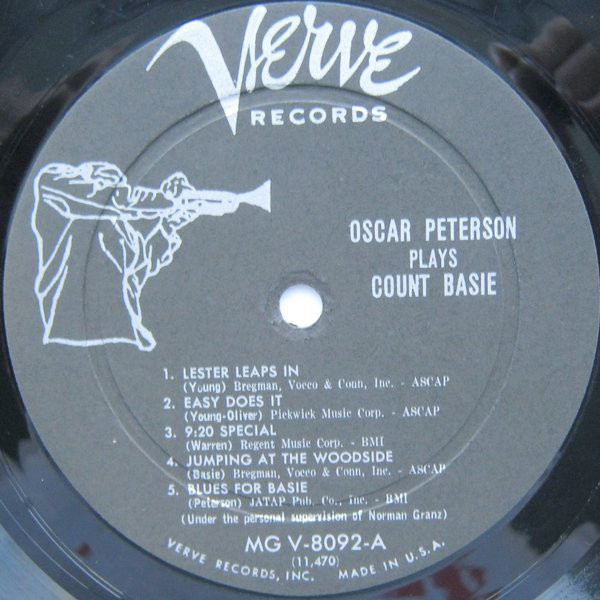 Verve
RECORDS
OSCAR PETERSON
PLAYS
COUNT BASIE
1. LESTER LEAPS IN
(Young) Bregman, Vocco & Conn, Inc. - ASCAP
2. EASY DOES IT
(Young-Oliver) Pickwick Music Corp. - ASCAP
3. 9:20 SPECIAL
(Warren) Regent Music Corp. - BMI
4. JUMPING AT THE WOODSIDE
(Basie) Bregman, Vocco & Conn, Inc. - ASCAP
5. BLUES FOR BASIE
(Peterson) JATAP Pub. Co., Inc. - BMI
(Under the personal supervision of Norman Granz)
MG V-8092-A
(11,470)
VERVE RECORDS, INC. MADE IN U.S.A.